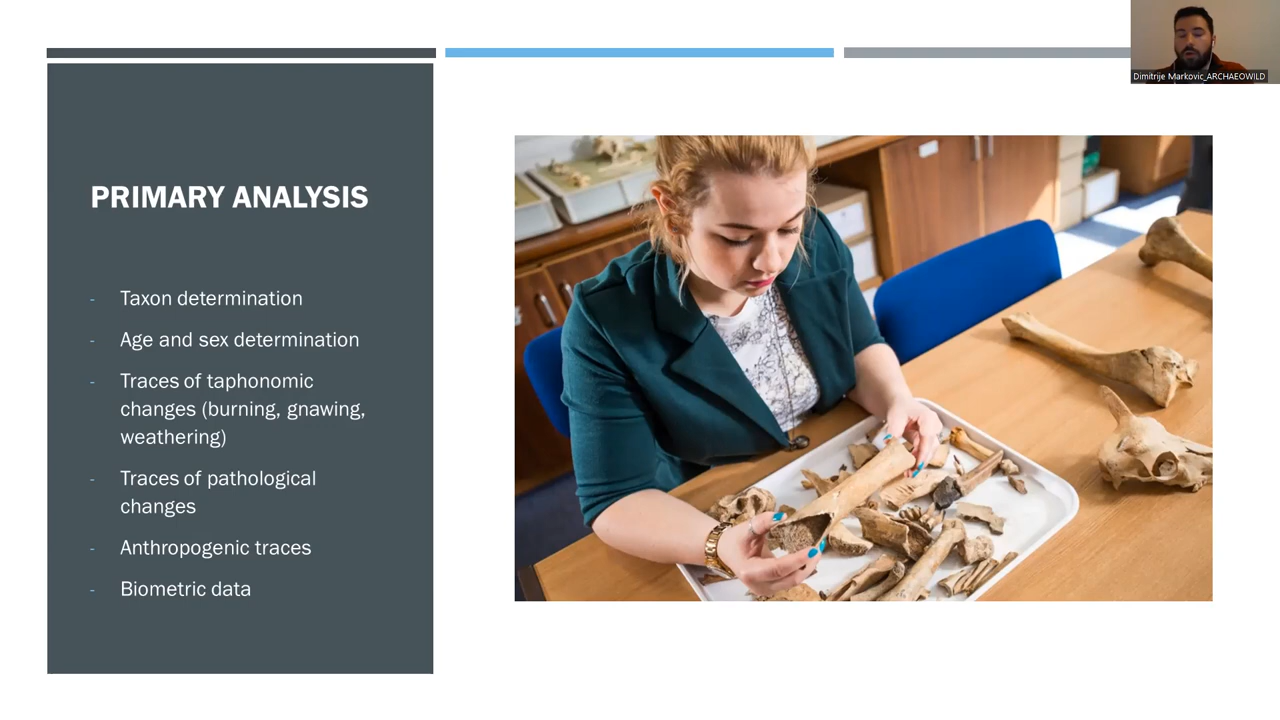 Dimitrije Markovic_ARCHAEOWILD
PRIMARY ANALYSIS
- Taxon determination
- Age and sex determination
- Traces of taphonomic
changes (burning, gnawing,
weathering)
- Traces of pathological
changes
- Anthropogenic traces
- Biometric data